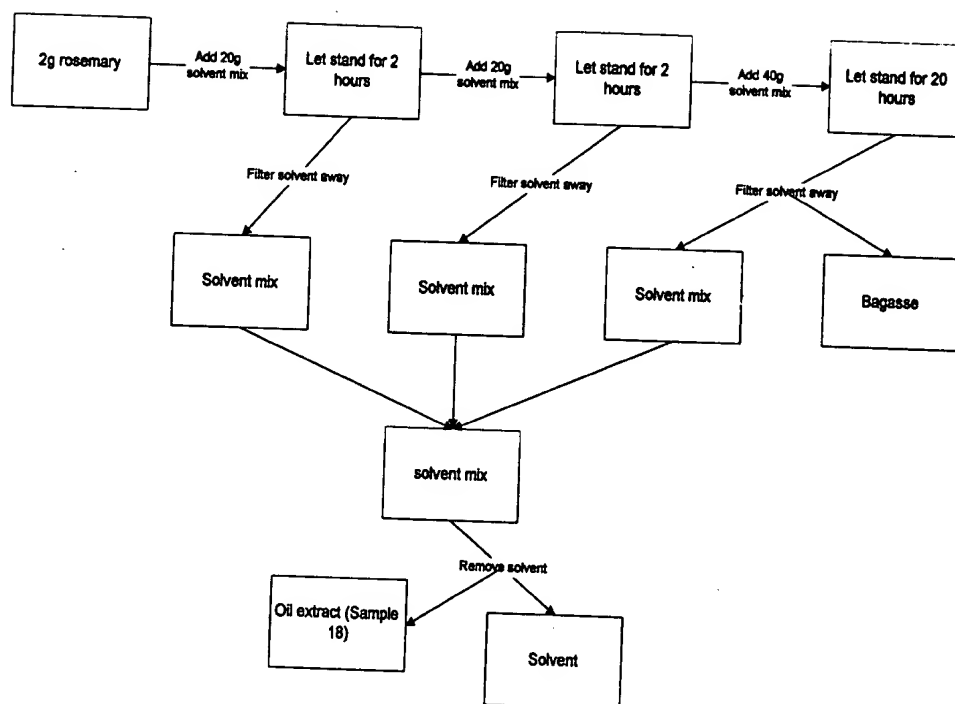 2g rosemary
Add 20g
solvent mix
Let stand for 2
hours
Add 20g
solvent mix
Let stand for 2
hours
Add 40g
solvent mix
Let stand for 20
hours
Filter solvent away
Filter solvent away
Filter solvent away
Solvent mix
Solvent mix
Solvent mix
Bagasse
solvent mix
Remove solvent
Oil extract (Sample
18)
Solvent